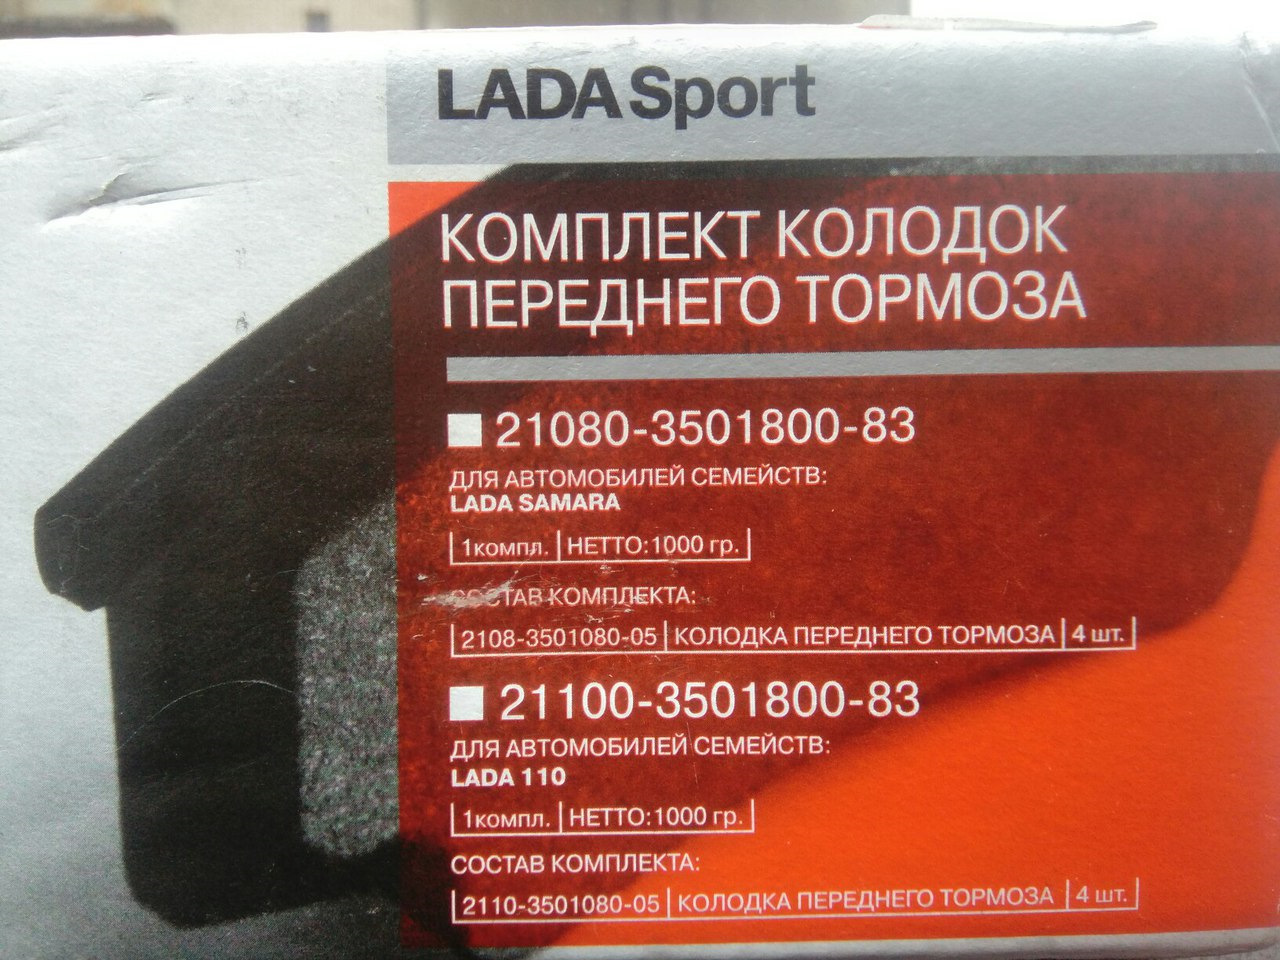 LADA Sport
КОМПЛЕКТ КОЛОДОК
ПЕРЕДНЕГО ТОРМОЗА
21080-3501800-83
ДЛЯ АВТОМОБИЛЕЙ СЕМЕЙСТВ:
LADA SAMARA
1компл. НЕТТО:1000 гр.
СОСТАВ КОМПЛЕКТА:
2108-3501080-05 КОЛОДКА ПЕРЕДНЕГО ТОРМОЗА 4 шт.
21100-3501800-83
ДЛЯ АВТОМОБИЛЕЙ СЕМЕЙСТВ:
LADA 110
1компл. НЕТТО:1000 гр.
СОСТАВ КОМПЛЕКТА:
2110-3501080-05 КОЛОДКА ПЕРЕДНЕГО ТОРМОЗА 4 шт.